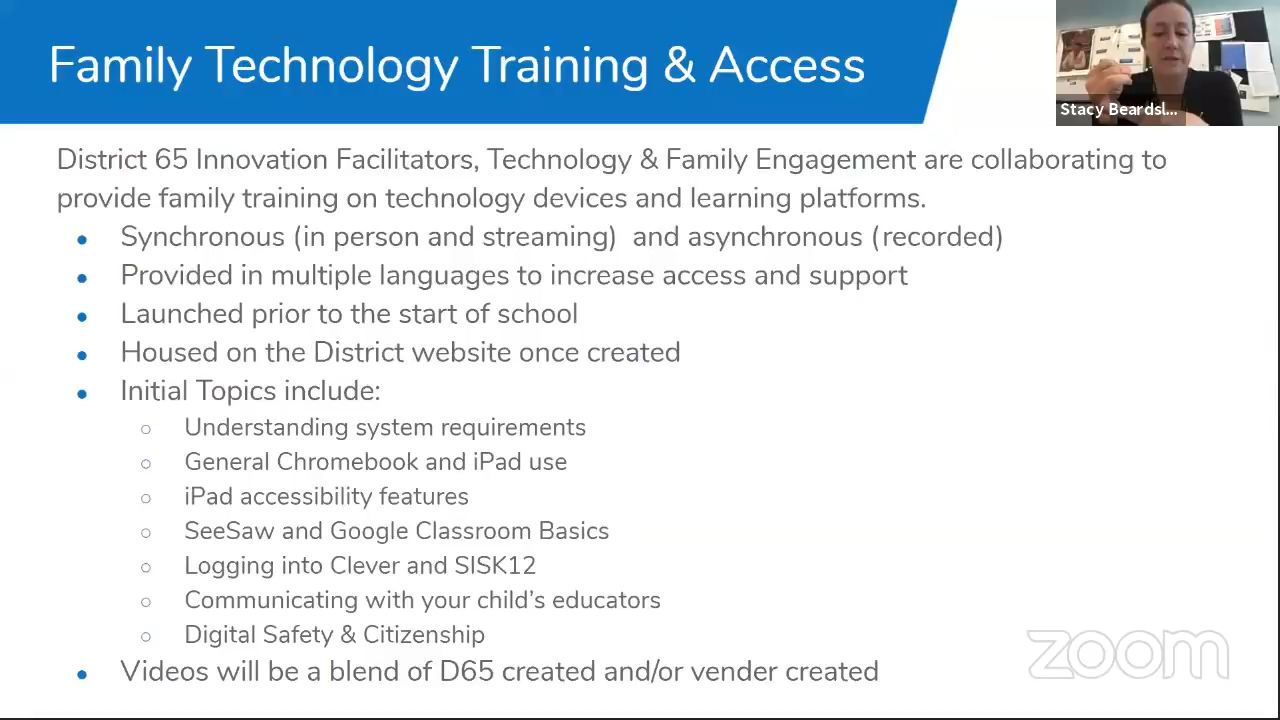 Family Technology Training & Access
Stacy Beardsl...
District 65 Innovation Facilitators, Technology & Family Engagement are collaborating to
provide family training on technology devices and learning platforms.
• Synchronous (in person and streaming)  and asynchronous (recorded)
• Provided in multiple languages to increase access and support
• Launched prior to the start of school
• Housed on the District website once created
• Initial Topics include:
○ Understanding system requirements
○ General Chromebook and iPad use
○ iPad accessibility features
○ SeeSaw and Google Classroom Basics
○ Logging into Clever and SISK12
○ Communicating with your child's educators
○ Digital Safety & Citizenship
• Videos will be a blend of D65 created and/or vender created
zoom